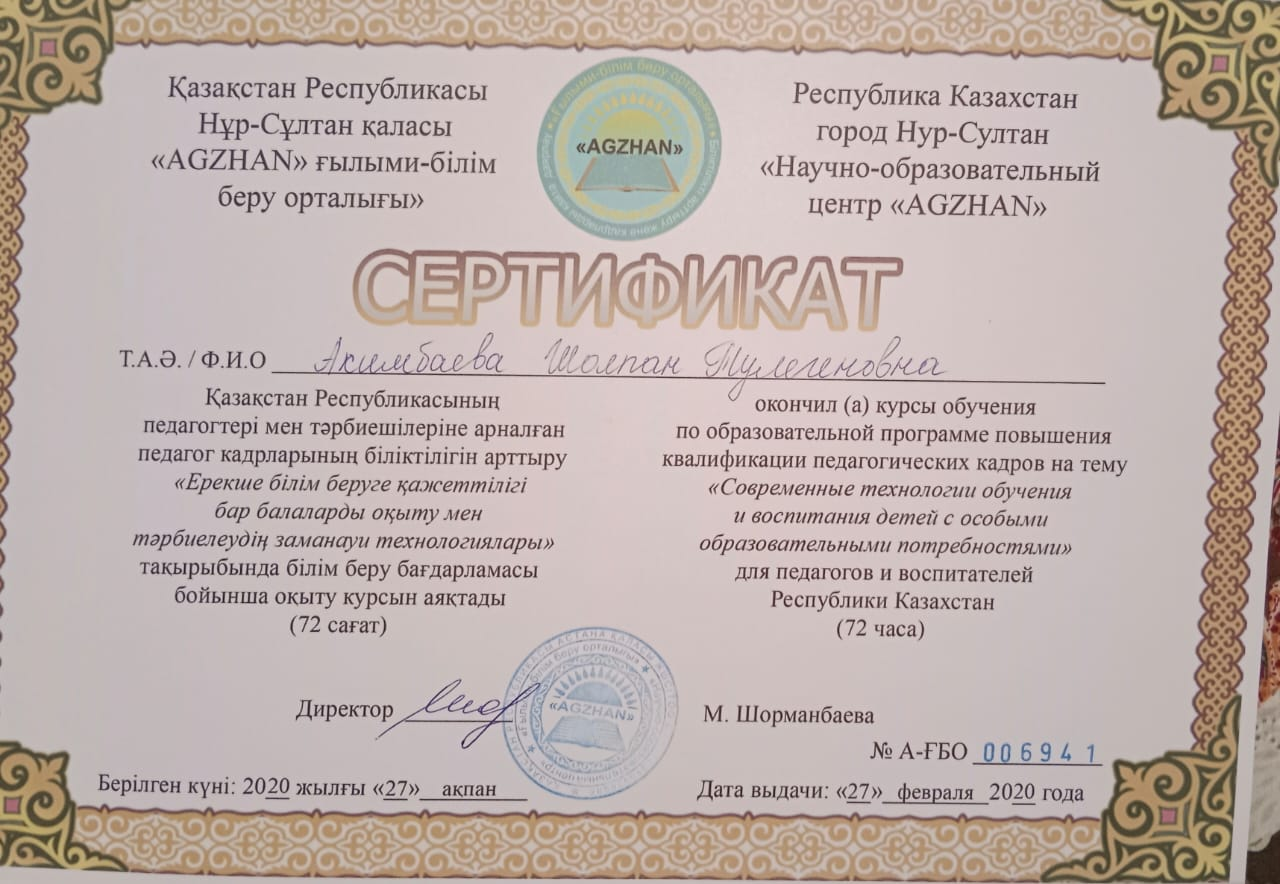 Қазақстан Республикасы
Нұр-Сұлтан қаласы
«AGZHAN» ғылыми-білім
беру орталығы»
«AGZHAN»
Республика Казахстан
город Нур-Султан
«Научно-образовательный
центр «AGZHAN»
СЕРТИФИКАТ
Т.А.Ә. / Ф.И.О Акимбаева Шолпан Тулегеновна
Қазақстан Республикасының
педагогтері мен тәрбиешілеріне арналған
педагог кадрларының біліктілігін арттыру
«Ерекше білім беруге қажеттілігі
бар балаларды оқыту мен
тәрбиелеудің заманауи технологиялары»
тақырыбында білім беру бағдарламасы
бойынша оқыту курсын аяқтады
(72 сағат)
окончил (а) курсы обучения
по образовательной программе повышения
квалификации педагогических кадров на тему
«Современные технологии обучения
и воспитания детей с особыми
образовательными потребностями»
для педагогов и воспитателей
Республики Казахстан
(72 часа)
Директор
«AGZHAN»
М. Шорманбаева
№ А-ҒБО 006941
Берілген күні: 2020 жылғы «27» ақпан
Дата выдачи: «27» февраля 2020 года